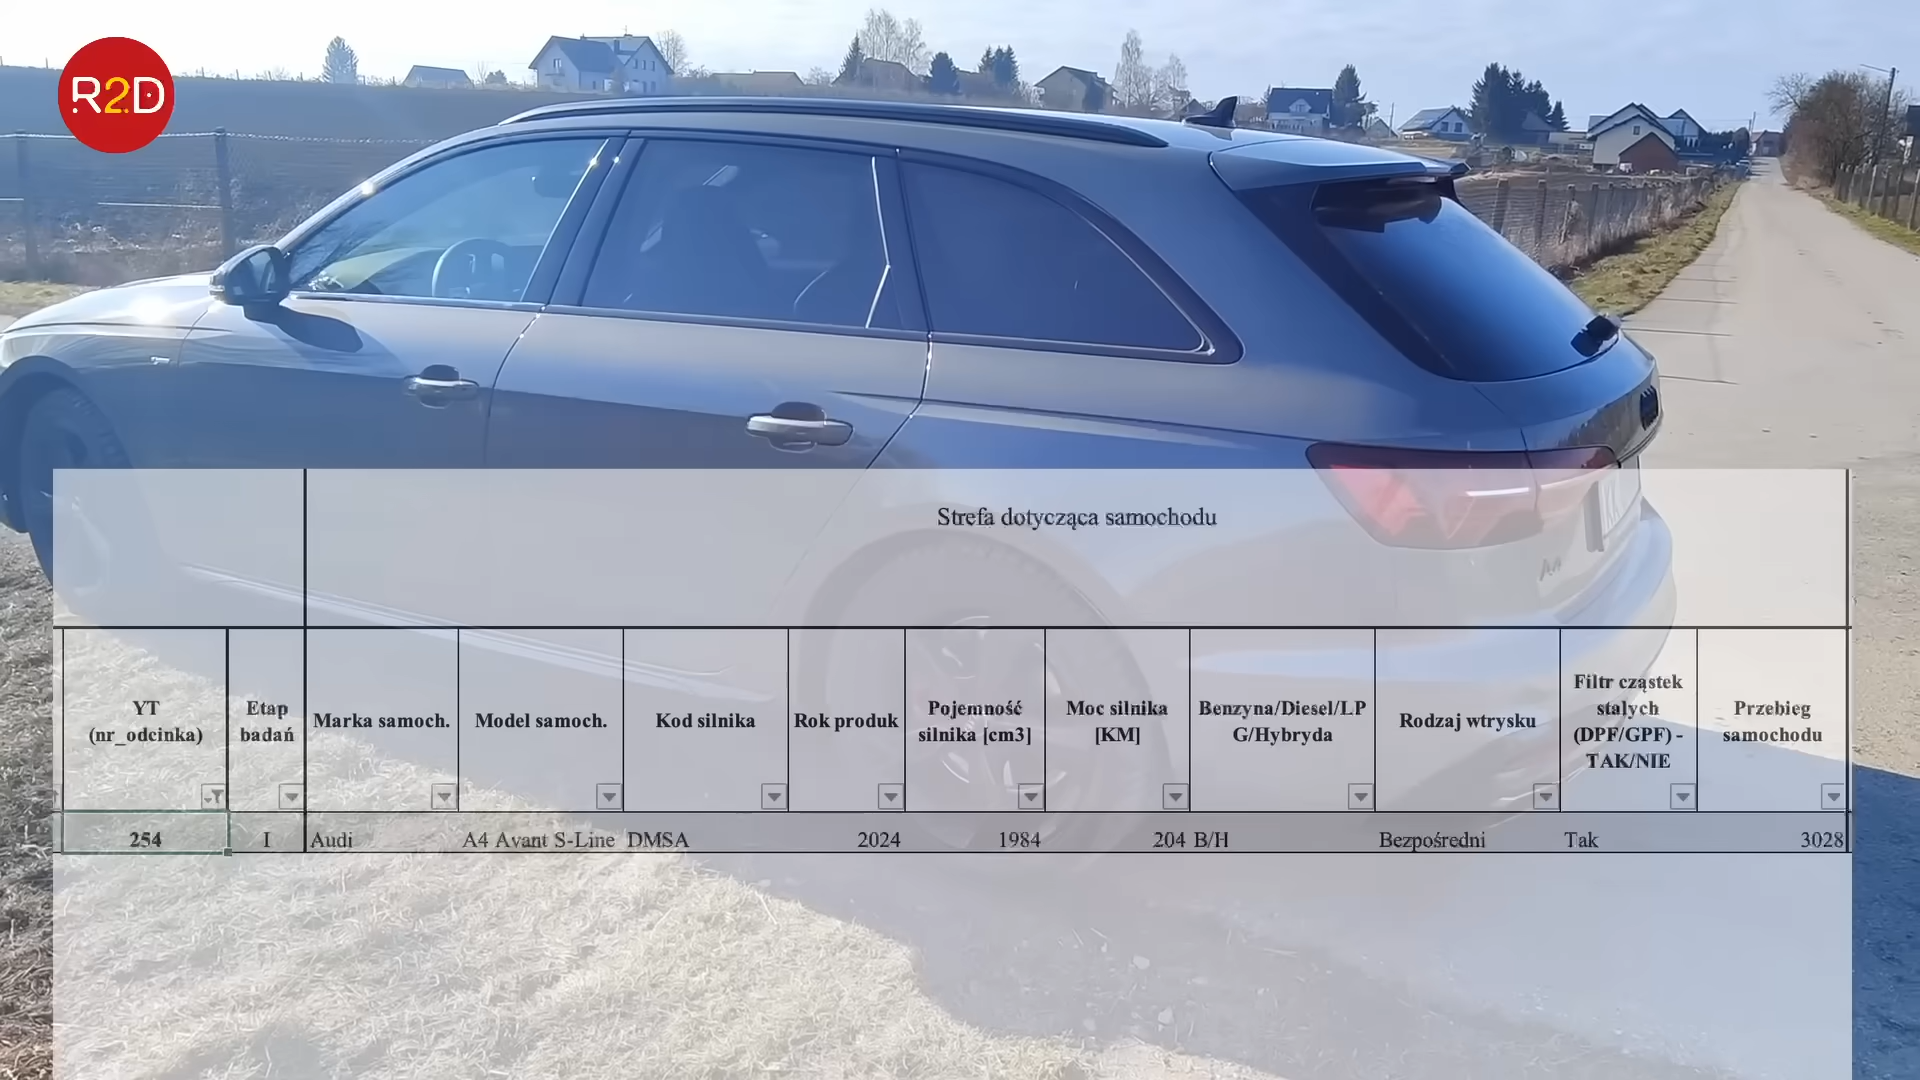 R2D
Strefa dotycząca samochodu
YT
(nr_odcinka)
Etap
badań
Marka samoch.
Model samoch.
Kod silnika
Rok produk
Pojemność
silnika [cm3]
Moc silnika
[KM]
Benzyna/Diesel/LP
G/Hybryda
Rodzaj wtrysku
Filtr cząstek
stałych
(DPF/GPF) -
TAK/NIE
Przebieg
samochodu
254 I Audi A4 Avant S-Line DMSA 2024 1984 204 B/H Bezpośredni Tak 3028
A4